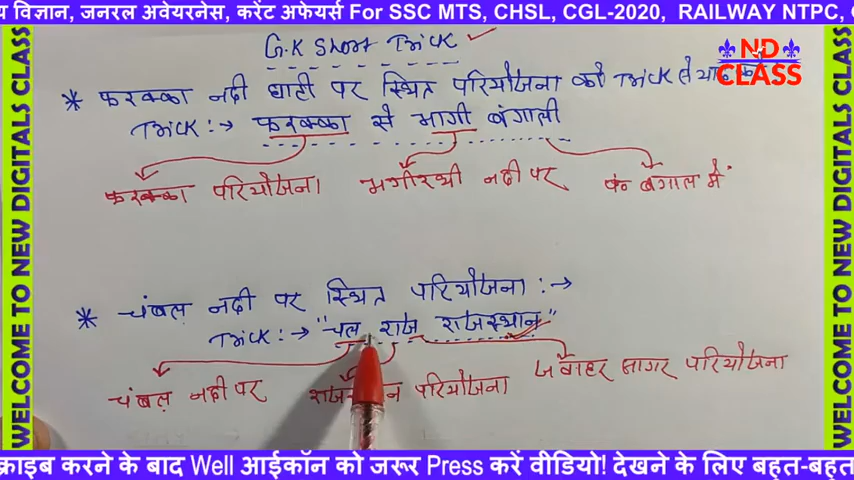 य विज्ञान, जनरल अवेयरनेस, करेंट अफेयर्स For SSC MTS, CHSL, CGL-2020, RAILWAY NTPC,
G.K Short Trick
ND
CLASS
* फरक्का नदी घाटी पर स्थित परियोजना को Trick से याद
Trick :→ फरक्का से भागी बंगाली
फरक्का परियोजना भगीरथी नदी पर बंगाल में
* चंबल नदी पर स्थित परियोजना :→
Trick :→ "चल राज राजस्थान"
चंबल नदी पर परियोजना जवाहर सागर परियोजना
WELCOME TO NEW DIGITALS CLASS
WELCOME TO NEW DIGITALS CLASS
क्राइब करने के बाद Well आईकॉन को जरूर Press करें वीडियो! देखने के लिए बहुत-बहुत